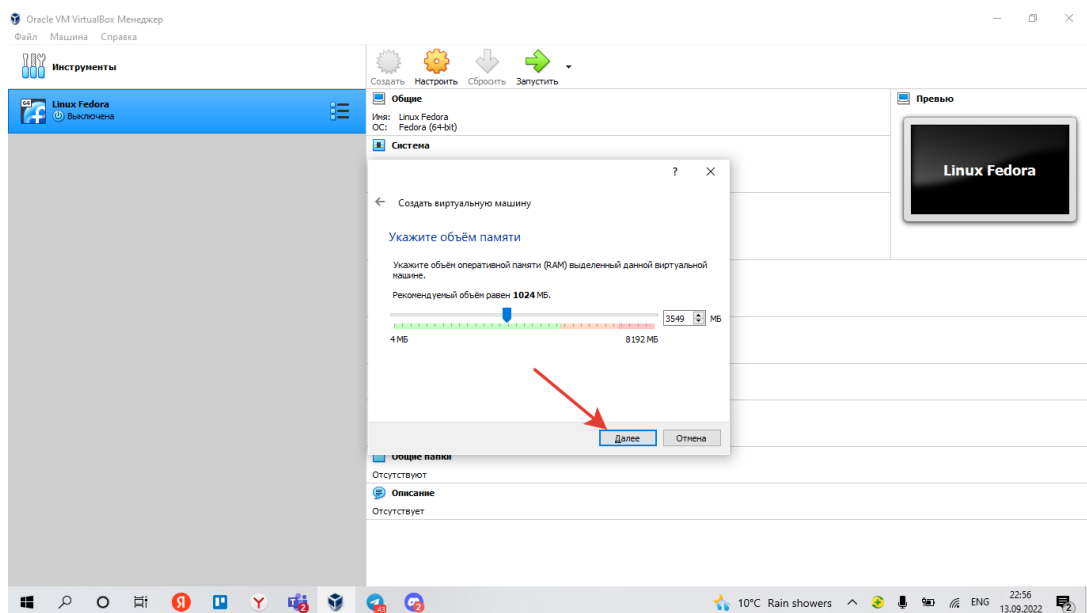 Oracle VM VirtualBox Менеджер
Файл Машина Справка
Инструменты
Создать Настроить Сбросить Запустить
64 Linux Fedora
Выключена
Общие
Имя: Linux Fedora
ОС: Fedora (64-bit)
Система
Превью
Linux Fedora
?
Создать виртуальную машину
Укажите объём памяти
Укажите объём оперативной памяти (RAM) выделенный данной виртуальной
машине.
Рекомендуемый объём равен 1024 МБ.
3549 МБ
4 МБ 8192 МБ
Далее Отмена
Общие папки
Отсутствуют
Описание
Отсутствует
10°C Rain showers ENG 22:56
13.09.2022